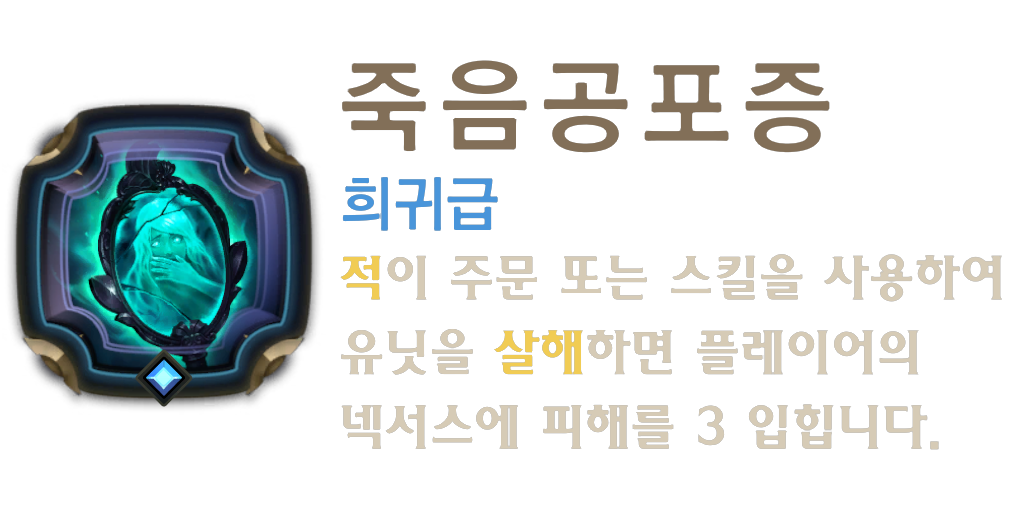 죽음공포증
희귀급
적이 주문 또는 스킬을 사용하여
유닛을 살해하면 플레이어의
넥서스에 피해를 3 입힙니다.